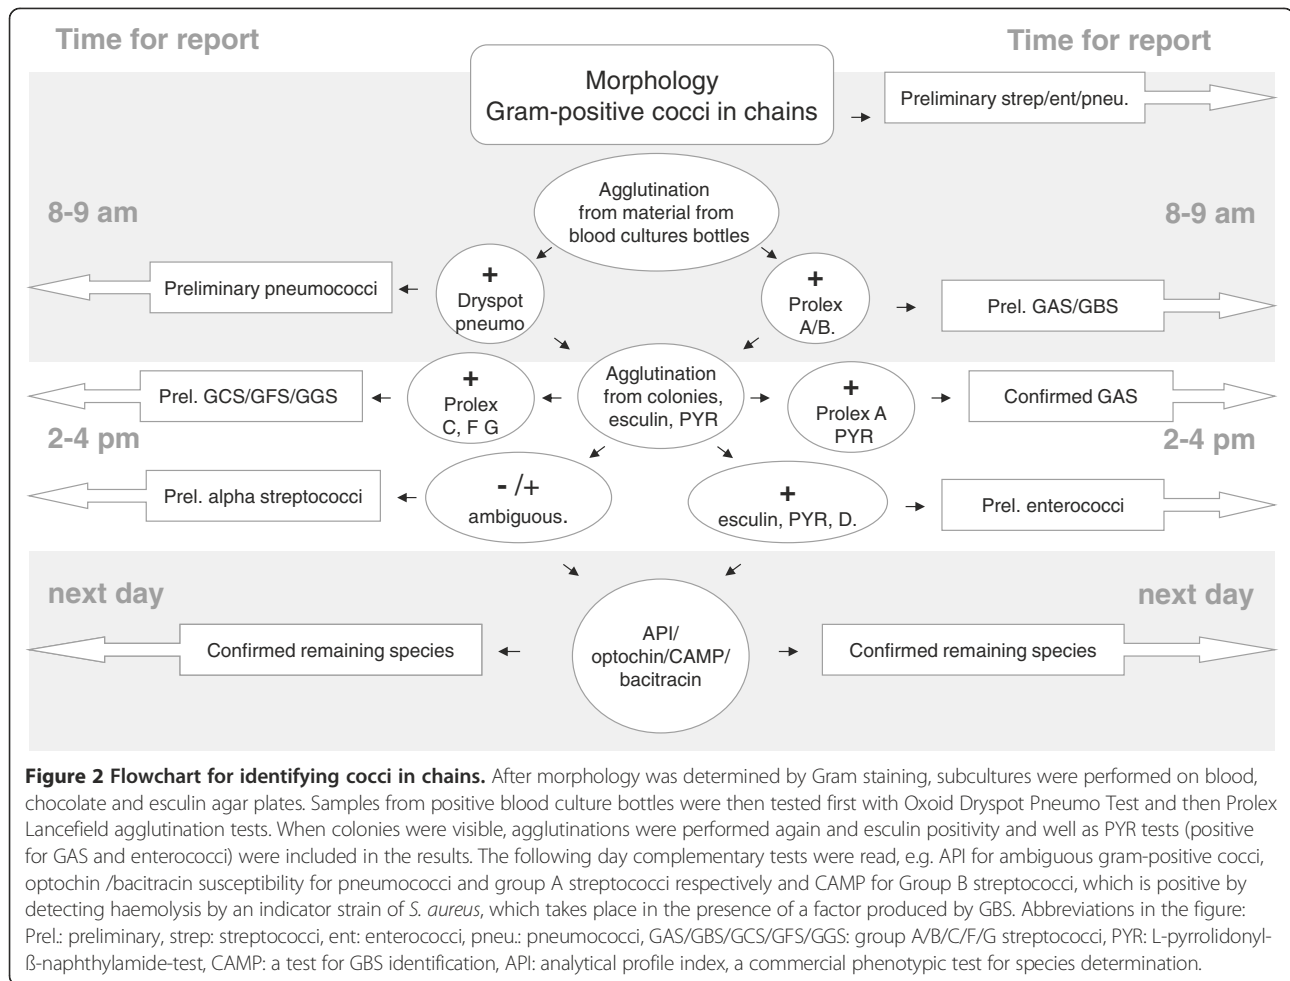 Time for report
Time for report
Morphology
Gram-positive cocci in chains
Preliminary strep/ent/pneu.
Agglutination
from material from
blood cultures bottles
8-9 am
8-9 am
Preliminary pneumococci
+
Dryspot
pneumo
+
Prolex
A/B.
Prel. GAS/GBS
Prel. GCS/GFS/GGS
+
Prolex
C, F G
Agglutination
from colonies,
esculin, PYR
+
Prolex A
PYR
Confirmed GAS
2-4 pm
2-4 pm
Prel. alpha streptococci
- /+
ambiguous.
+
esculin, PYR, D.
Prel. enterococci
next day
next day
Confirmed remaining species
API/
optochin/CAMP/
bacitracin
Confirmed remaining species
Figure 2 Flowchart for identifying cocci in chains. After morphology was determined by Gram staining, subcultures were performed on blood,
chocolate and esculin agar plates. Samples from positive blood culture bottles were then tested first with Oxoid Dryspot Pneumo Test and then Prolex
Lancefield agglutination tests. When colonies were visible, agglutinations were performed again and esculin positivity and well as PYR tests (positive
for GAS and enterococci) were included in the results. The following day complementary tests were read, e.g. API for ambiguous gram-positive cocci,
optochin /bacitracin susceptibility for pneumococci and group A streptococci respectively and CAMP for Group B streptococci, which is positive by
detecting haemolysis by an indicator strain of S. aureus, which takes place in the presence of a factor produced by GBS. Abbreviations in the figure:
Prel.: preliminary, strep: streptococci, ent: enterococci, pneu.: pneumococci, GAS/GBS/GCS/GFS/GGS: group A/B/C/F/G streptococci, PYR: L-pyrrolidonyl-
ß-naphthylamide-test, CAMP: a test for GBS identification, API: analytical profile index, a commercial phenotypic test for species determination.